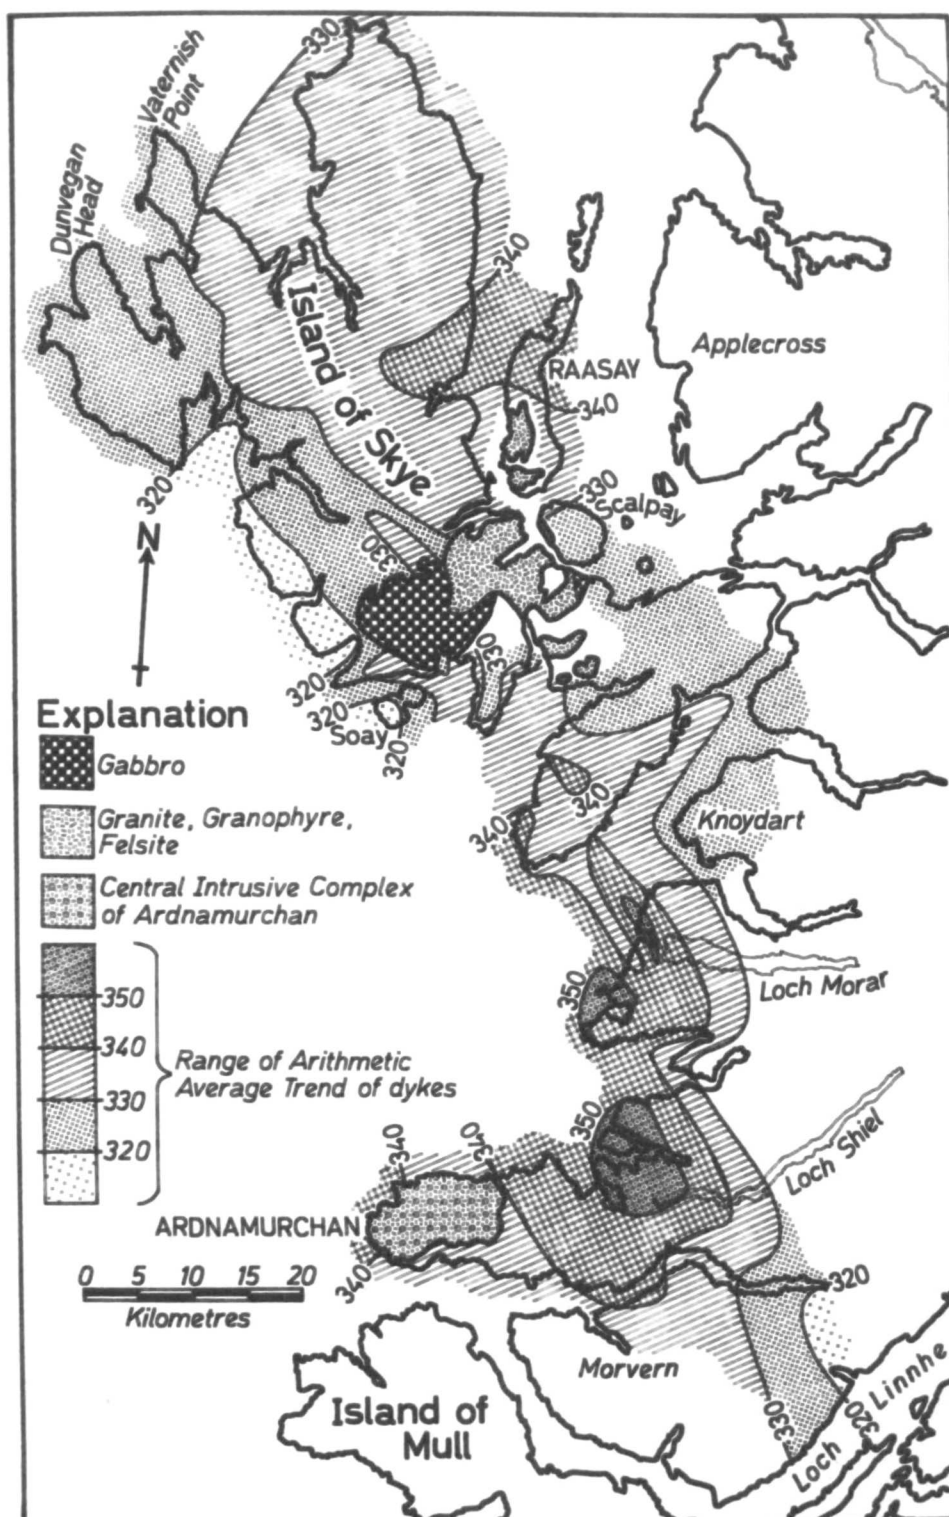 330
Vaternish
Point
Dunvegan
Head
340
Island of Skye
Applecross
RAASAY
340
320
330
Scalpay
N
330
330
320
320
Soay
320
Explanation
Gabbro
Granite, Granophyre,
Felsite
Central Intrusive Complex
of Ardnamurchan
350
340
330
320
Range of Arithmetic
Average Trend of dykes
340
340
Knoydart
350
Loch Morar
350
Loch Shiel
340
340
ARDNAMURCHAN
340
0 5 10 15 20
Kilometres
320
Morvern
Island of
Mull
330
320
Loch Linnhe